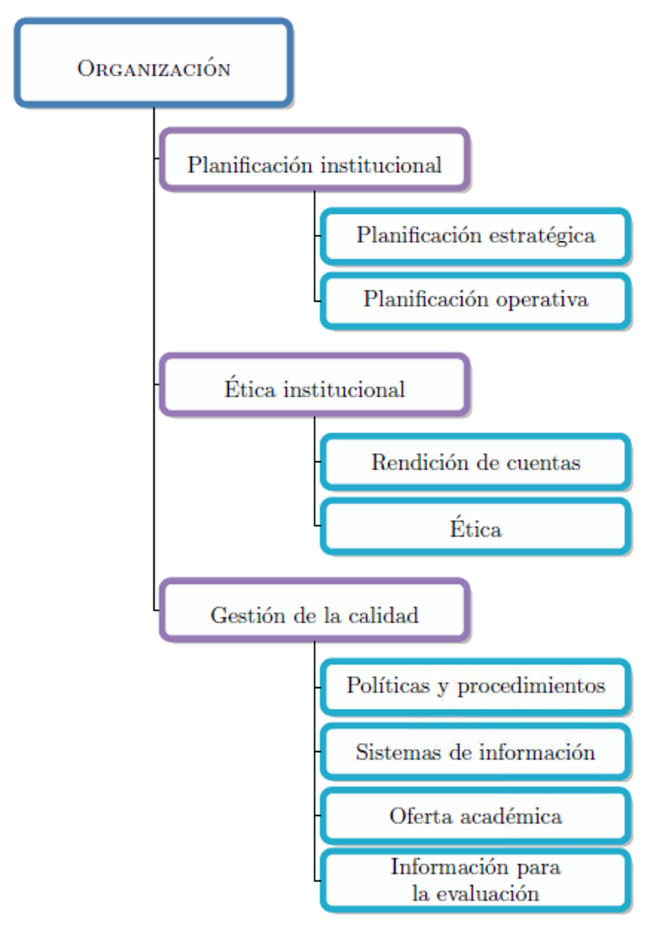 ORGANIZACIÓN
Planificación institucional
Planificación estratégica
Planificación operativa
Ética institucional
Rendición de cuentas
Ética
Gestión de la calidad
Políticas y procedimientos
Sistemas de información
Oferta académica
Información para
la evaluación